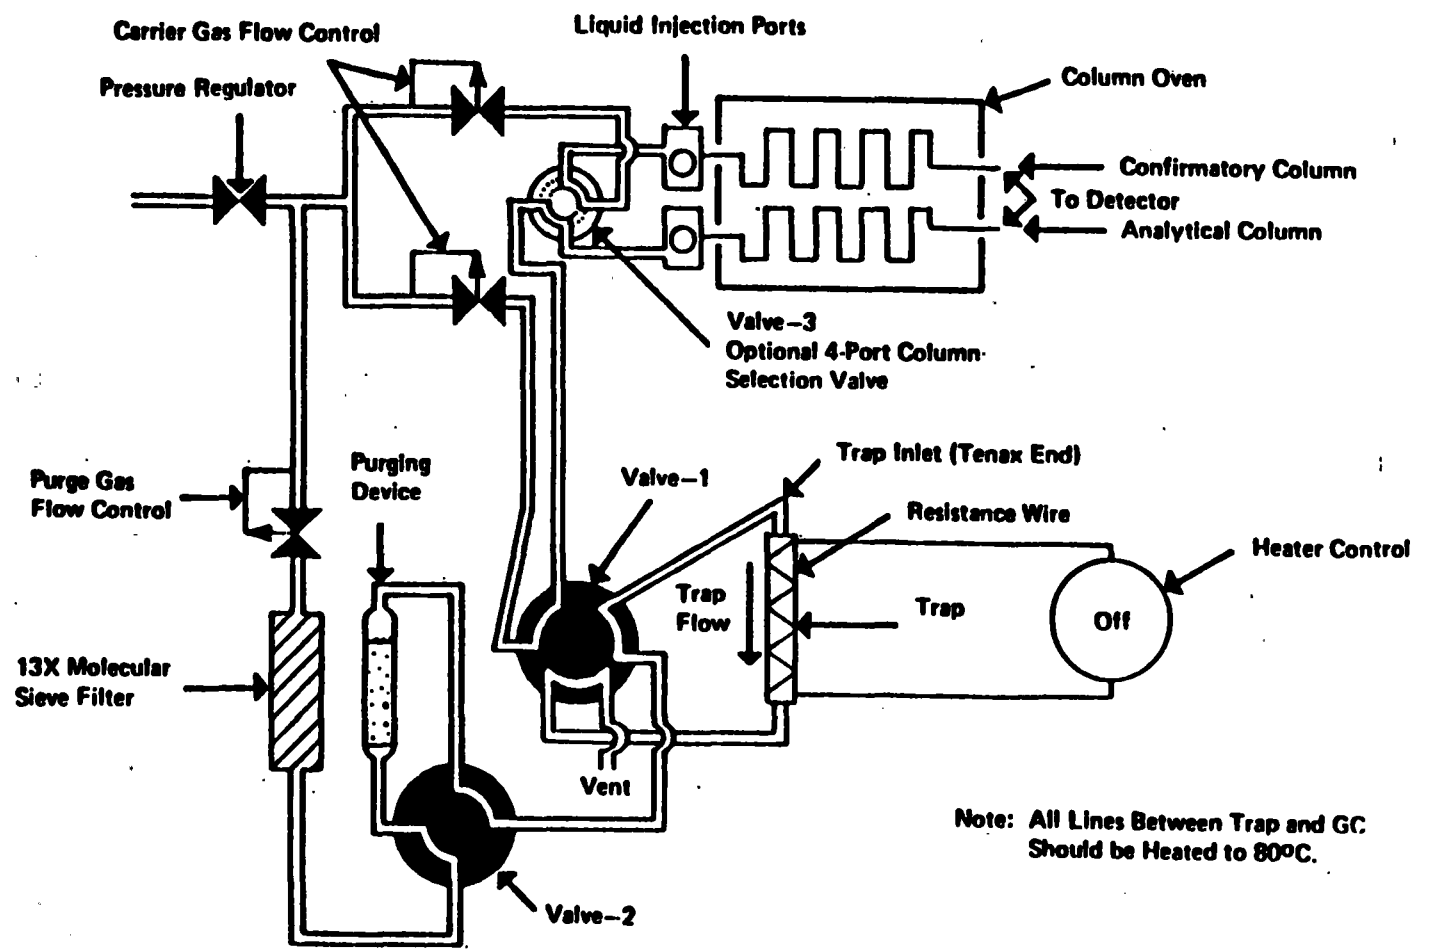 Carrier Gas Flow Control
Liquid Injection Ports
Pressure Regulator
Column Oven
Confirmatory Column
To Detector
Analytical Column
Valve–3
Optional 4-Port Column
Selection Valve
Purge Gas
Flow Control
Purging
Device
Valve–1
Trap Inlet (Tenax End)
Resistance Wire
Heater Control
Trap
Flow
Trap
Off
13X Molecular
Sieve Filter
Vent
Note: All Lines Between Trap and GC
Should be Heated to 80ºC.
Valve–2